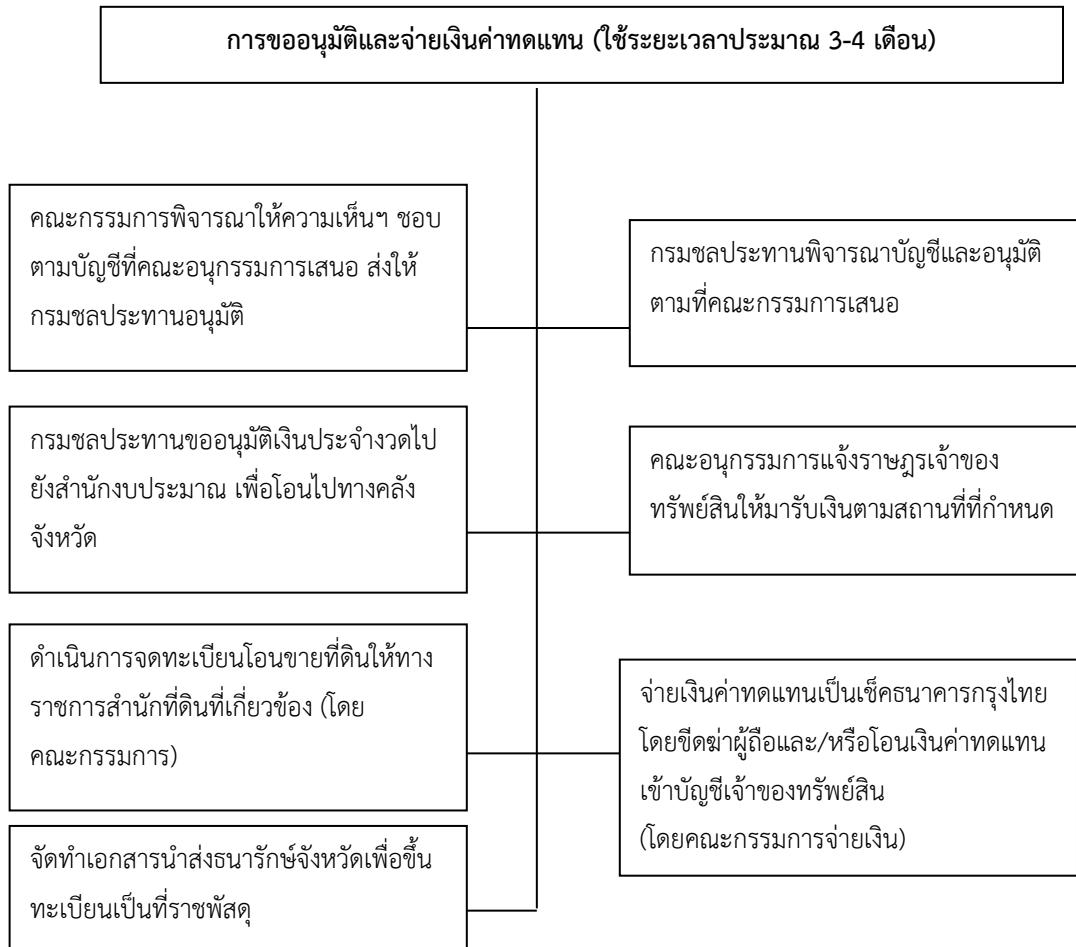 การขออนุมัติและจ่ายเงินค่าทดแทน (ใช้ระยะเวลาประมาณ 3-4 เดือน)
คณะกรรมการพิจารณาให้ความเห็นฯ ชอบ
ตามบัญชีที่คณะอนุกรรมการเสนอ ส่งให้
กรมชลประทานอนุมัติ
กรมชลประทานพิจารณาบัญชีและอนุมัติ
ตามที่คณะกรรมการเสนอ
กรมชลประทานขออนุมัติเงินประจำงวดไป
ยังสำนักงบประมาณ เพื่อโอนไปทางคลัง
จังหวัด
คณะอนุกรรมการแจ้งราษฎรเจ้าของ
ทรัพย์สินให้มารับเงินตามสถานที่ที่กำหนด
ดำเนินการจดทะเบียนโอนขายที่ดินให้ทาง
ราชการสำนักที่ดินที่เกี่ยวข้อง (โดย
คณะกรรมการ)
จ่ายเงินค่าทดแทนเป็นเช็คธนาคารกรุงไทย
โดยขีดฆ่าผู้ถือและ/หรือโอนเงินค่าทดแทน
เข้าบัญชีเจ้าของทรัพย์สิน
(โดยคณะกรรมการจ่ายเงิน)
จัดทำเอกสารนำส่งธนารักษ์จังหวัดเพื่อขึ้น
ทะเบียนเป็นที่ราชพัสดุ